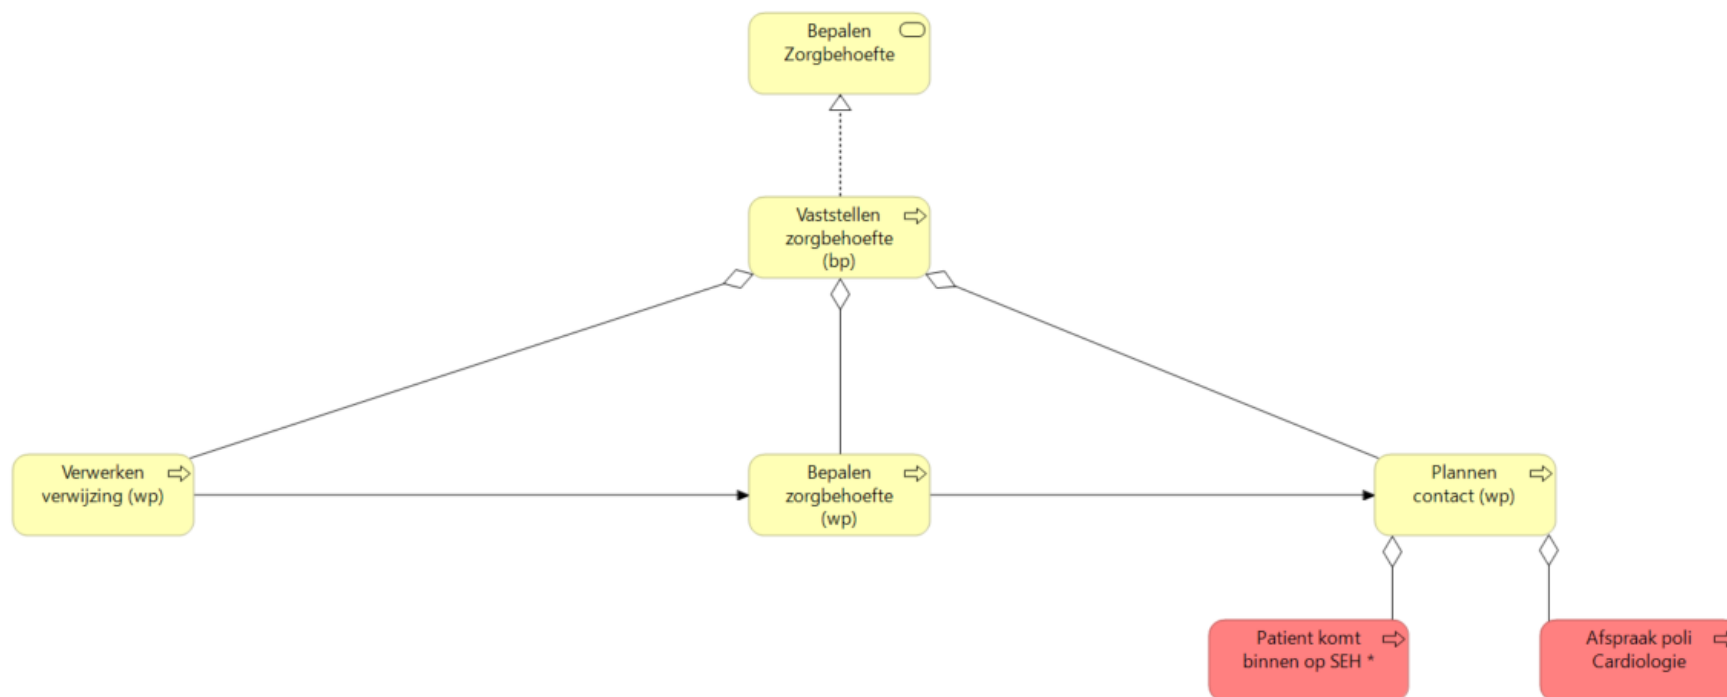 Bepalen
Zorgbehoefte
Vaststellen
zorgbehoefte
(bp)
Verwerken
verwijzing (wp)
Bepalen
zorgbehoefte
(wp)
Plannen
contact (wp)
Patient komt
binnen op SEH *
Afspraak poli
Cardiologie